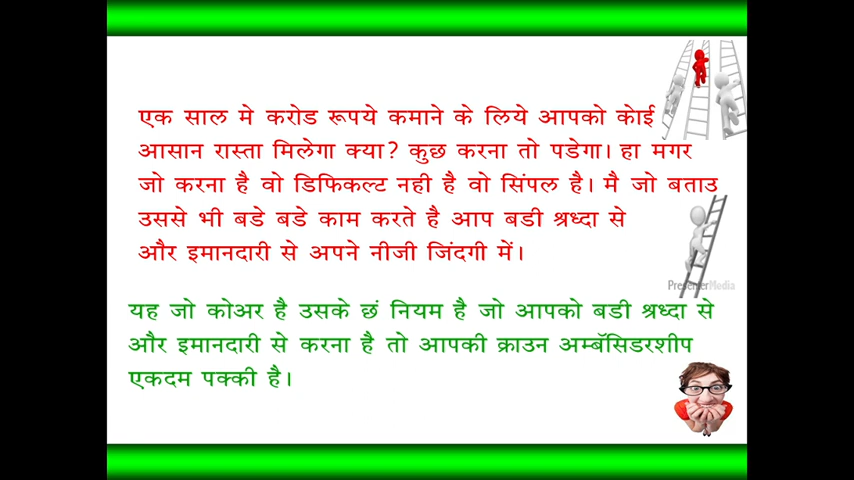 एक साल मे करोड रूपये कमाने के लिये आपको कोई
आसान रास्ता मिलेगा क्या? कुछ करना तो पडेगा। हा मगर
जो करना है वो डिफिकल्ट नही है वो सिंपल है। मै जो बताउ
उससे भी बडे बडे काम करते है आप बडी श्रध्दा से
और इमानदारी से अपने नीजी जिंदगी में।
PresenterMedia
यह जो कोअर है उसके छं नियम है जो आपको बडी श्रध्दा से
और इमानदारी से करना है तो आपकी क्राउन अम्बॅसिडरशीप
एकदम पक्की है।